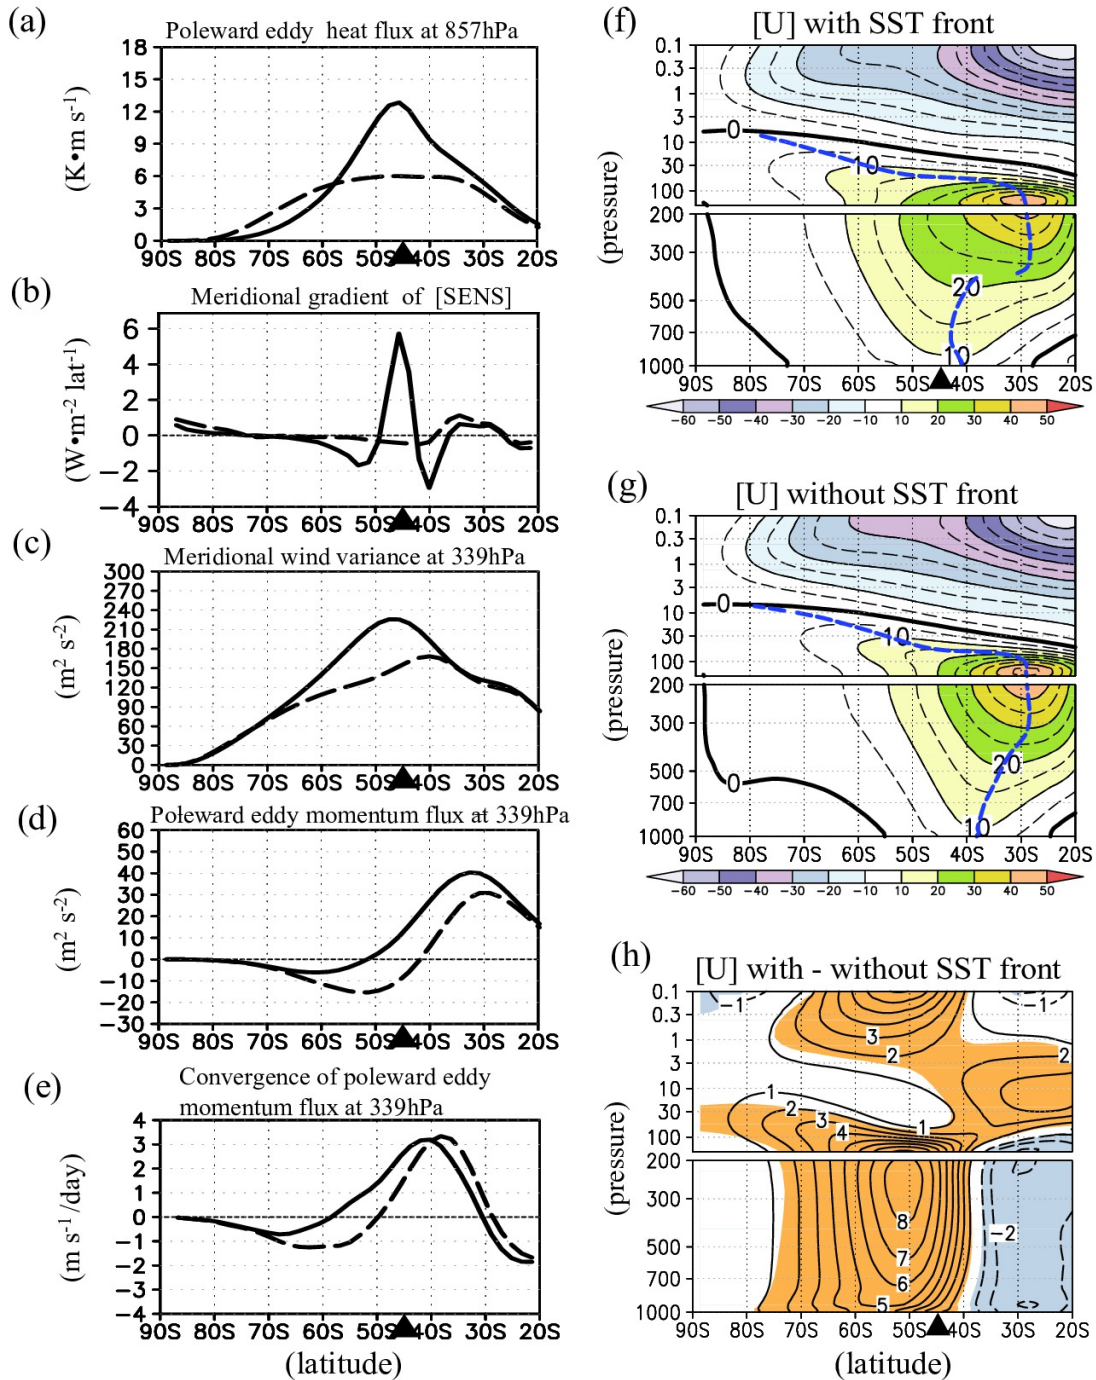 (a)
Poleward eddy heat flux at 857hPa
(K•m s-1)
18
15
12
9
6
3
0
90S 80S 70S 60S 50S 40S 30S 20S
(b)
Meridional gradient of [SENS]
(W•m-2 lat-1)
6
4
2
0
−2
−4
90S 80S 70S 60S 50S 40S 30S 20S
(c)
Meridional wind variance at 339hPa
(m2 s-2)
300
270
240
210
180
150
120
90
60
30
0
90S 80S 70S 60S 50S 40S 30S 20S
(d)
Poleward eddy momentum flux at 339hPa
(m2 s-2)
60
50
40
30
20
10
0
−10
−20
−30
90S 80S 70S 60S 50S 40S 30S 20S
(e)
Convergence of poleward eddy
momentum flux at 339hPa
(m s-1/day)
4
3
2
1
0
−1
−2
−3
−4
90S 80S 70S 60S 50S 40S 30S 20S
(latitude)
(f)
[U] with SST front
(pressure)
0.1
0.3
1
3
10
30
100
200
300
500
700
1000
0
10
20
10
90S 80S 70S 60S 50S 40S 30S 20S
−60 −50 −40 −30 −20 −10 10 20 30 40 50
(g)
[U] without SST front
(pressure)
0.1
0.3
1
3
10
30
100
200
300
500
700
1000
0
10
20
0
10
90S 80S 70S 60S 50S 40S 30S 20S
−60 −50 −40 −30 −20 −10 10 20 30 40 50
(h)
[U] with - without SST front
(pressure)
0.1
0.3
1
3
10
30
100
200
300
500
700
1000
−1
−1
3
2
2
1
2
3
4
1
8
7
6
5
−2
90S 80S 70S 60S 50S 40S 30S 20S
(latitude)